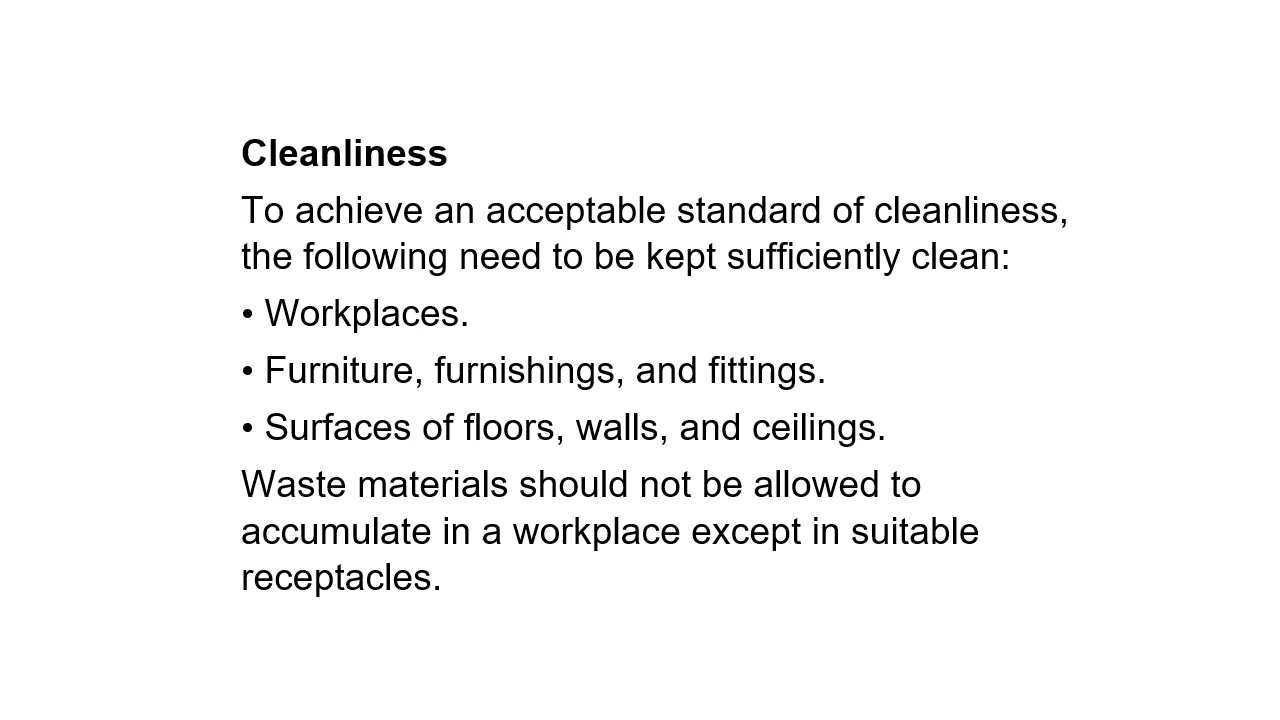 Cleanliness
To achieve an acceptable standard of cleanliness,
the following need to be kept sufficiently clean:
• Workplaces.
• Furniture, furnishings, and fittings.
• Surfaces of floors, walls, and ceilings.
Waste materials should not be allowed to
accumulate in a workplace except in suitable
receptacles.